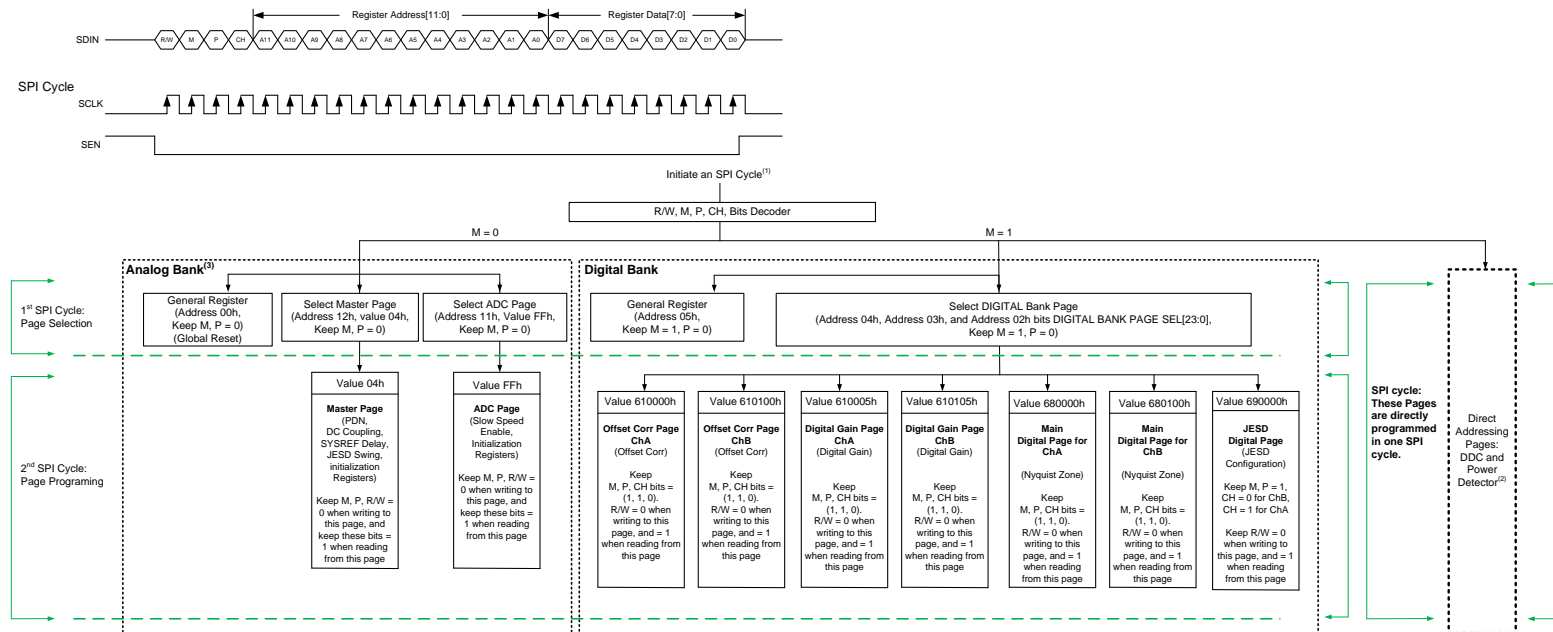 Register Address[11:0]
Register Data[7:0]
SDIN
R/W M P CH A11 A10 A9 A8 A7 A6 A5 A4 A3 A2 A1 A0 D7 D6 D5 D4 D3 D2 D1 D0
SPI Cycle
SCLK
SEN
Initiate an SPI Cycle(1)
R/W, M, P, CH, Bits Decoder
M = 0
M = 1
Analog Bank(3)
Digital Bank
1st SPI Cycle:
Page Selection
General Register
(Address 00h,
Keep M, P = 0)
(Global Reset)
Select Master Page
(Address 12h, value 04h,
Keep M, P = 0)
Select ADC Page
(Address 11h, Value FFh,
Keep M, P = 0)
General Register
(Address 05h,
Keep M = 1, P = 0)
Select DIGITAL Bank Page
(Address 04h, Address 03h, and Address 02h bits DIGITAL BANK PAGE SEL[23:0],
Keep M = 1, P = 0)
2nd SPI Cycle:
Page Programing
Value 04h
Master Page
(PDN,
DC Coupling,
SYSREF Delay,
JESD Swing,
initialization
Registers)
Keep M, P, R/W =
0 when writing to
this page, and
keep these bits =
1 when reading
from this page
Value FFh
ADC Page
(Slow Speed
Enable,
Initialization
Registers)
Keep M, P, R/W =
0 when writing to
this page, and
keep these bits =
1 when reading
from this page
Value 610000h
Offset Corr Page
ChA
(Offset Corr)
Keep
M, P, CH bits =
(1, 1, 0).
R/W = 0 when
writing to this
page, and = 1
when reading from
this page
Value 610100h
Offset Corr Page
ChB
(Offset Corr)
Keep
M, P, CH bits =
(1, 1, 0).
R/W = 0 when
writing to this
page, and = 1
when reading from
this page
Value 610005h
Digital Gain Page
ChA
(Digital Gain)
Keep
M, P, CH bits =
(1, 1, 0).
R/W = 0 when
writing to this
page, and = 1
when reading from
this page
Value 610105h
Digital Gain Page
ChB
(Digital Gain)
Keep
M, P, CH bits =
(1, 1, 0).
R/W = 0 when
writing to this
page, and = 1
when reading from
this page
Value 680000h
Main
Digital Page for
ChA
(Nyquist Zone)
Keep
M, P, CH bits =
(1, 1, 0).
R/W = 0 when
writing to this
page, and = 1
when reading
from this page
Value 680100h
Main
Digital Page for
ChB
(Nyquist Zone)
Keep
M, P, CH bits =
(1, 1, 0).
R/W = 0 when
writing to this
page, and = 1
when reading
from this page
Value 690000h
JESD
Digital Page
(JESD
Configuration)
Keep M, P = 1,
CH = 0 for ChB,
CH = 1 for ChA
Keep R/W = 0
when writing to
this page, and = 1
when reading from
this page
SPI cycle:
These Pages
are directly
programmed
in one SPI
cycle.
Direct
Addressing
Pages:
DDC and
Power
Detector(2)